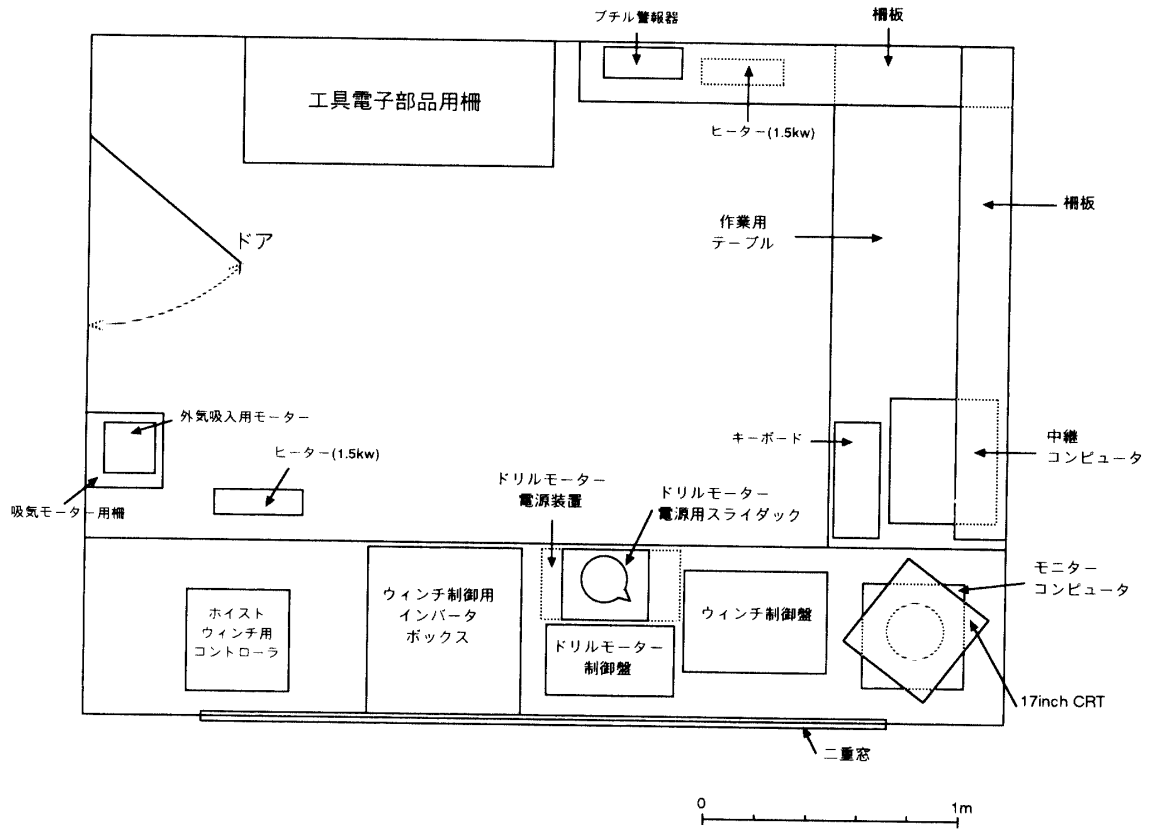 ブチル警報器
柵板
工具電子部品用柵
ヒーター(1.5kw)
柵板
作業用
テーブル
ドア
外気吸入用モーター
キーボード
中継
コンピュータ
ヒーター(1.5kw)
ドリルモーター
電源装置
ドリルモーター
電源用スライダック
吸気モーター用柵
モニター
コンピュータ
ホイスト
ウィンチ用
コントローラ
ウィンチ制御用
インバータ
ボックス
ウィンチ制御盤
ドリルモーター
制御盤
17inch CRT
二重窓
0
1m